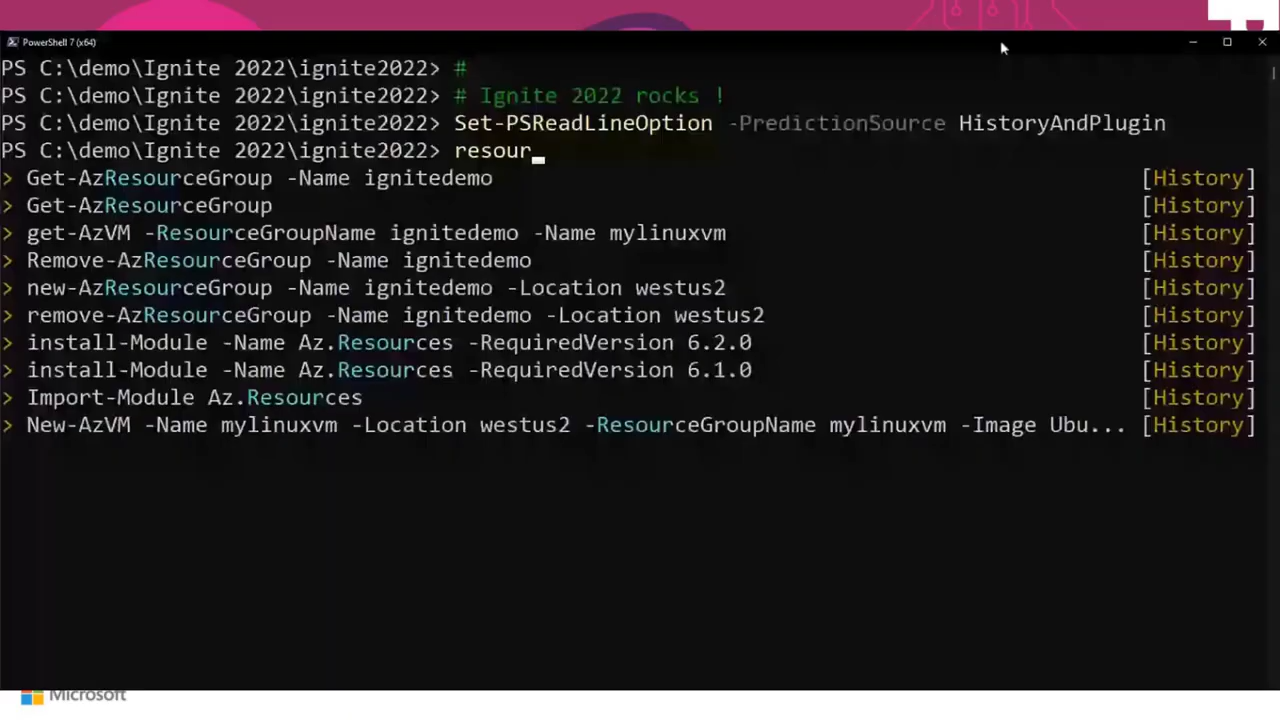 PowerShell 7 (x64)
PS C:\demo\Ignite 2022\ignite2022> #
PS C:\demo\Ignite 2022\ignite2022> # Ignite 2022 rocks !
PS C:\demo\Ignite 2022\ignite2022> Set-PSReadLineOption -PredictionSource HistoryAndPlugin
PS C:\demo\Ignite 2022\ignite2022> resour_
> Get-AzResourceGroup -Name ignitedemo [History]
> Get-AzResourceGroup [History]
> get-AzVM -ResourceGroupName ignitedemo -Name mylinuxvm [History]
> Remove-AzResourceGroup -Name ignitedemo [History]
> new-AzResourceGroup -Name ignitedemo -Location westus2 [History]
> remove-AzResourceGroup -Name ignitedemo -Location westus2 [History]
> install-Module -Name Az.Resources -RequiredVersion 6.2.0 [History]
> install-Module -Name Az.Resources -RequiredVersion 6.1.0 [History]
> Import-Module Az.Resources [History]
> New-AzVM -Name mylinuxvm -Location westus2 -ResourceGroupName mylinuxvm -Image Ubu... [History]
Microsoft